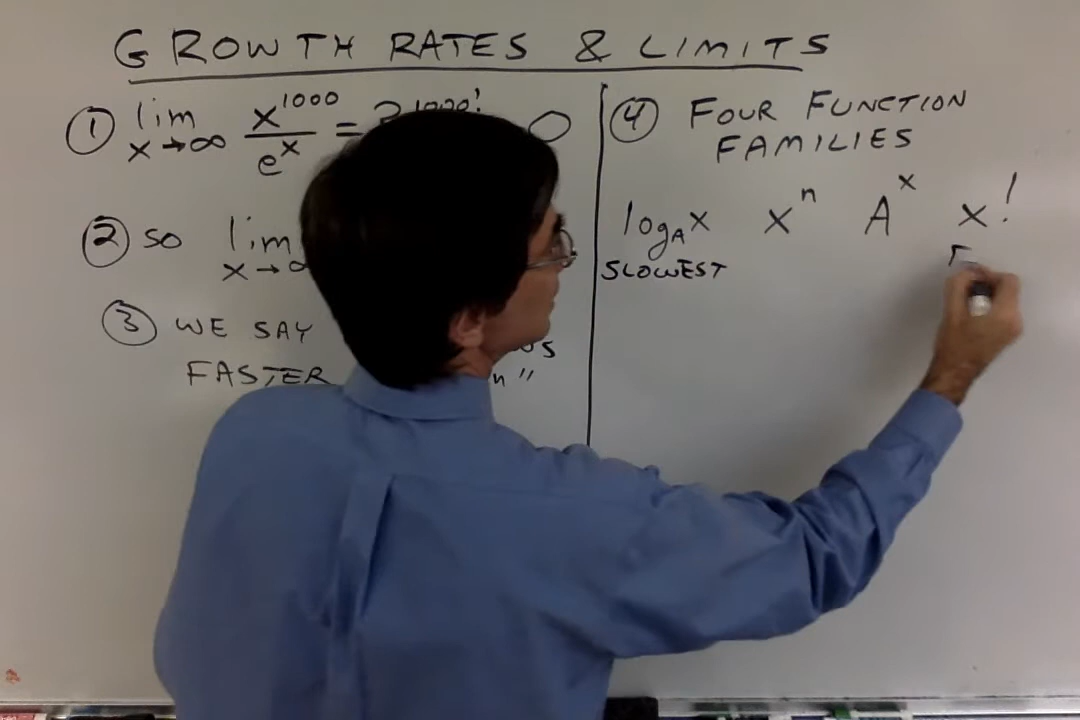 GROWTH RATES & LIMITS
① lim x→∞ x^1000 / e^x = 0
② SO lim x→∞
③ WE SAY
FASTER n"
④ FOUR FUNCTION
FAMILIES
log_A x x^n A^x x!
SLOWEST